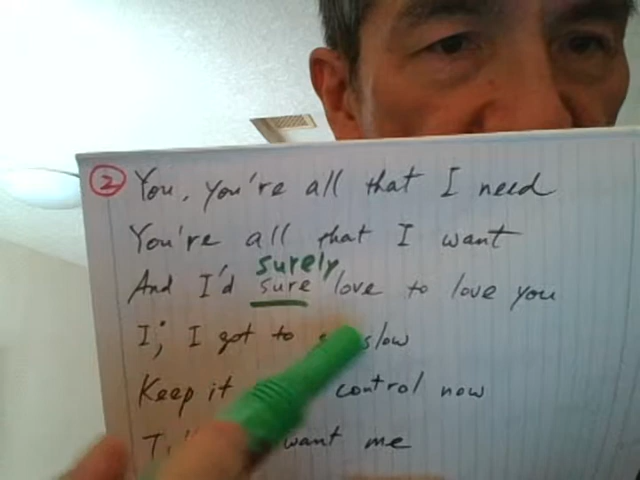 ② You, you're all that I need
You're all that I want
surely
And I'd sure love to love you
I, I got to slow
Keep it control now
want me